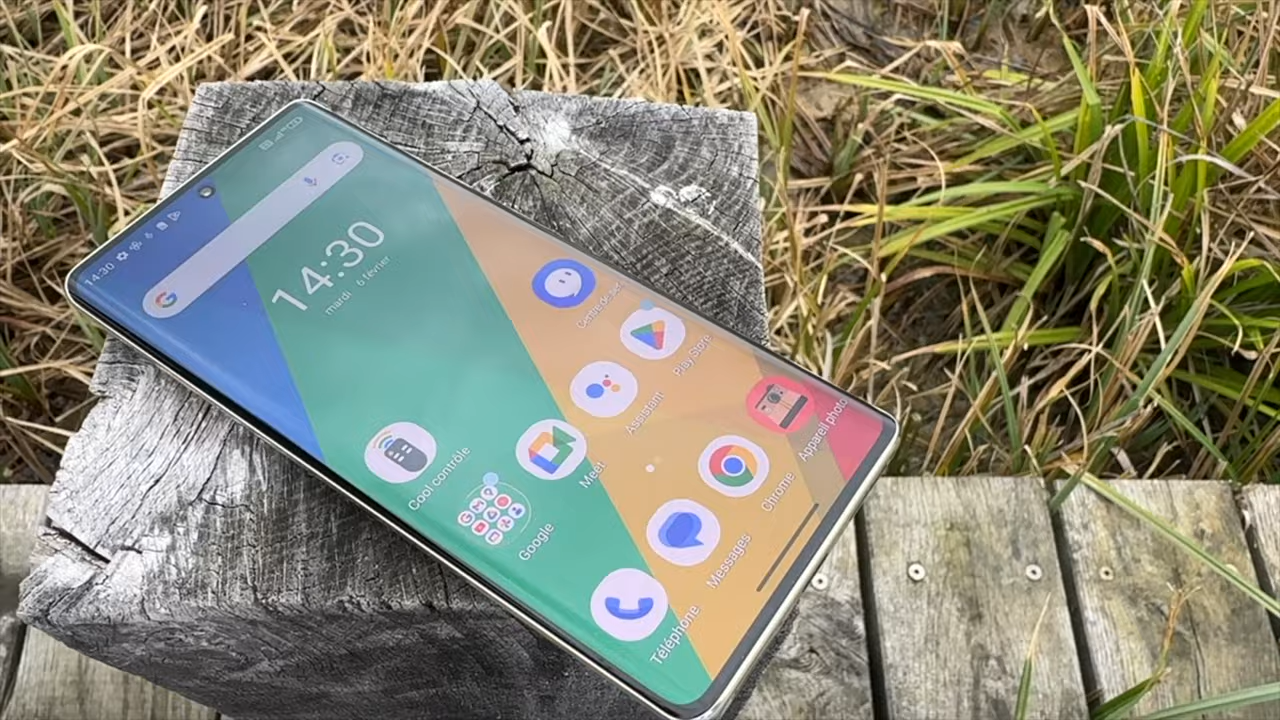 14:30
14:30
mardi 6 février
Play Store
Cool contrôle
Google
Meet
Assistant
Appareil photo
Téléphone
Messages
Chrome